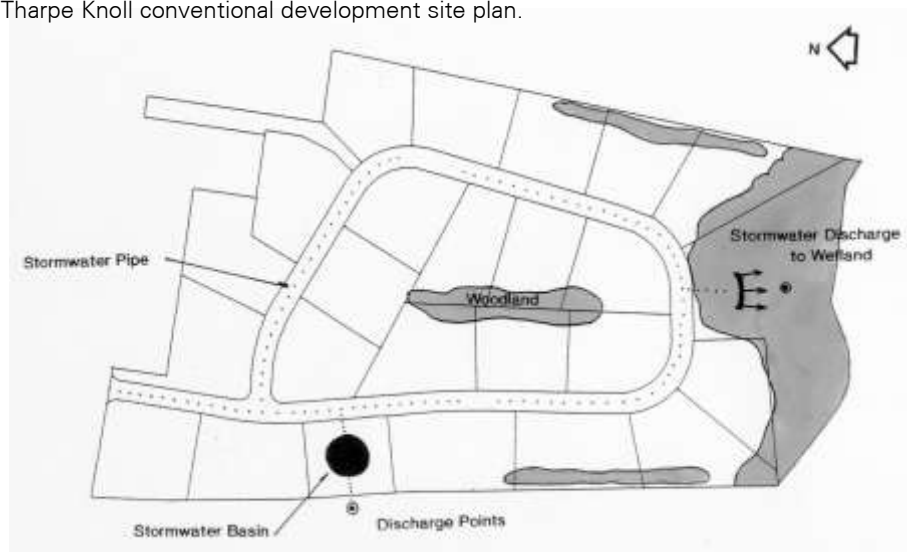 Tharpe Knoll conventional development site plan.
N
Stormwater Discharge
to Wetland
Stormwater Pipe
Woodland
Stormwater Basin
Discharge Points